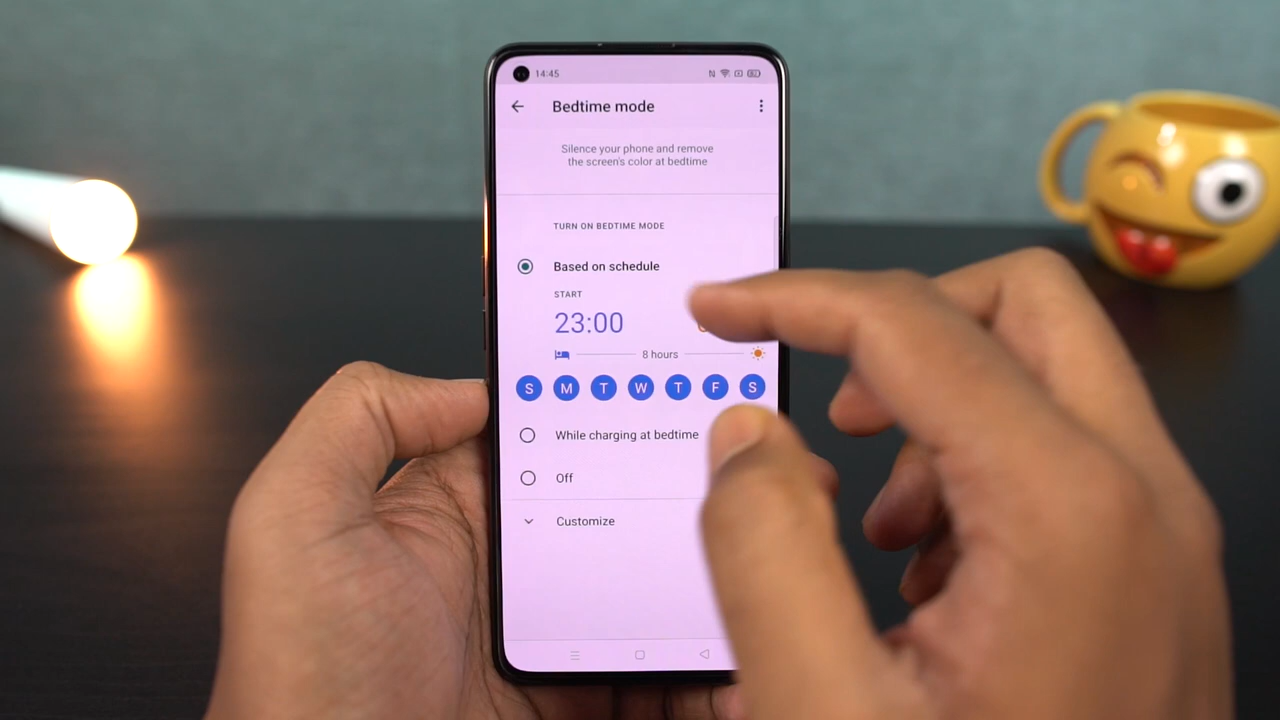 14:45
Bedtime mode
Silence your phone and remove
the screen's color at bedtime
TURN ON BEDTIME MODE
Based on schedule
START
23:00
8 hours
S M T W T F S
While charging at bedtime
Off
Customize